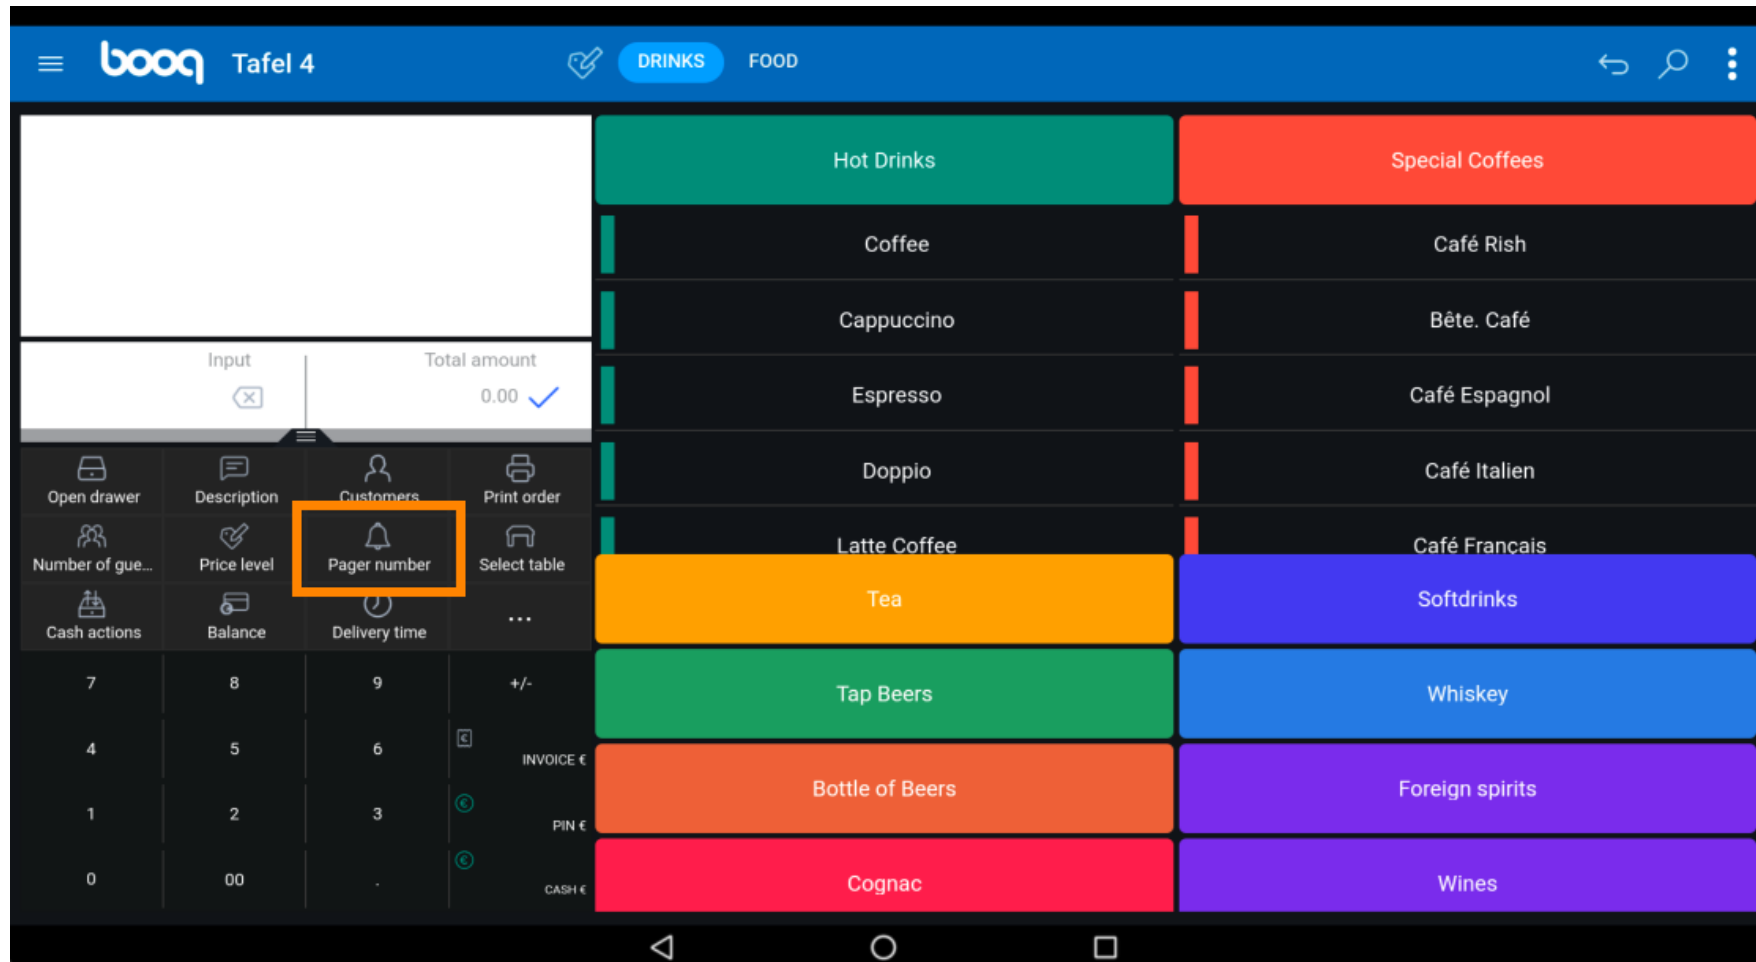 booq Tafel 4 DRINKS FOOD
Input Total amount
0.00
Open drawer Description Customers Print order
Number of gue... Price level Pager number Select table
Cash actions Balance Delivery time ...
7 8 9 +/-
4 5 6 INVOICE €
1 2 3 PIN €
0 00 . CASH €
Hot Drinks Special Coffees
Coffee Café Rish
Cappuccino Bête. Café
Espresso Café Espagnol
Doppio Café Italien
Latte Coffee Café Français
Tea Softdrinks
Tap Beers Whiskey
Bottle of Beers Foreign spirits
Cognac Wines